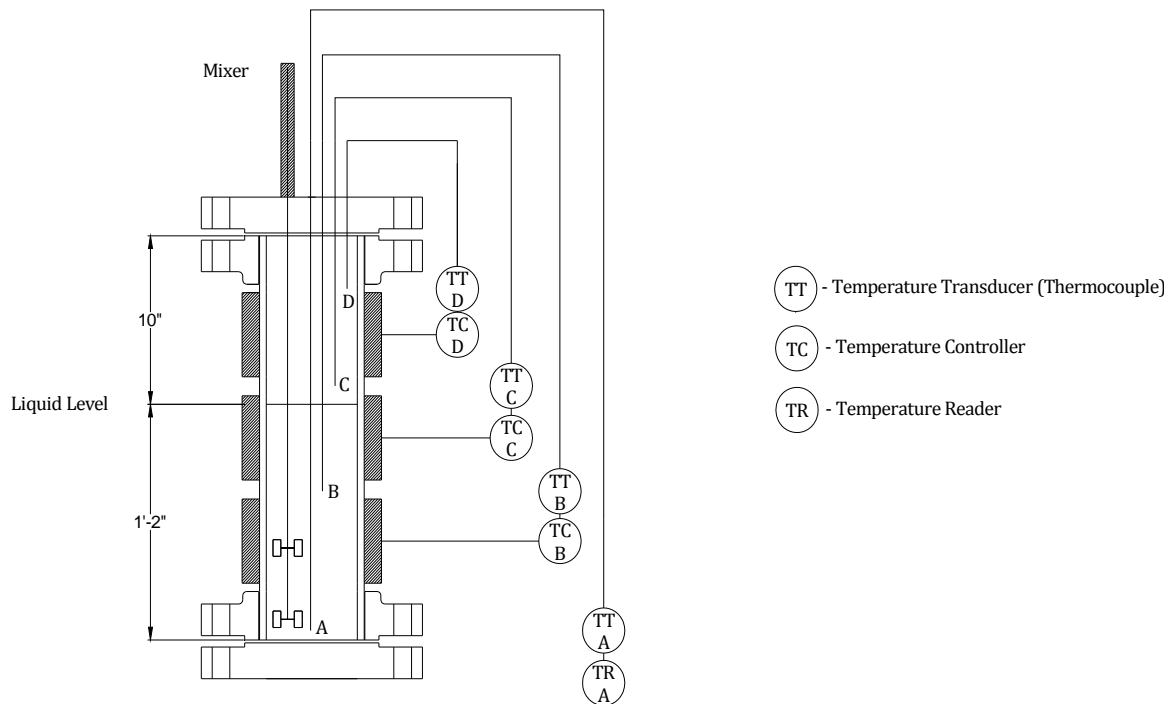 Mixer
TT
D
TC
D
D
10"
TT
C
TC
C
C
Liquid Level
TT
B
TC
B
B
1'-2"
A
TT
A
TR
A
TT - Temperature Transducer (Thermocouple)
TC - Temperature Controller
TR - Temperature Reader